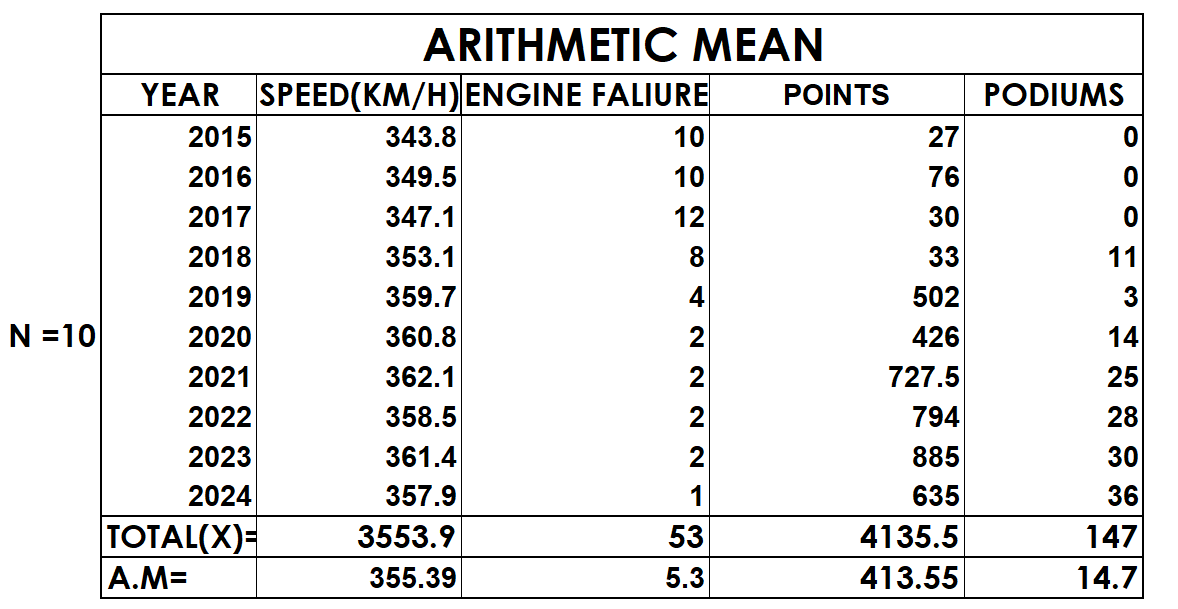 ARITHMETIC MEAN
YEAR SPEED(KM/H) ENGINE FALIURE POINTS PODIUMS
2015 343.8 10 27 0
2016 349.5 10 76 0
2017 347.1 12 30 0
2018 353.1 8 33 11
2019 359.7 4 502 3
N =10 2020 360.8 2 426 14
2021 362.1 2 727.5 25
2022 358.5 2 794 28
2023 361.4 2 885 30
2024 357.9 1 635 36
TOTAL(X)= 3553.9 53 4135.5 147
A.M= 355.39 5.3 413.55 14.7